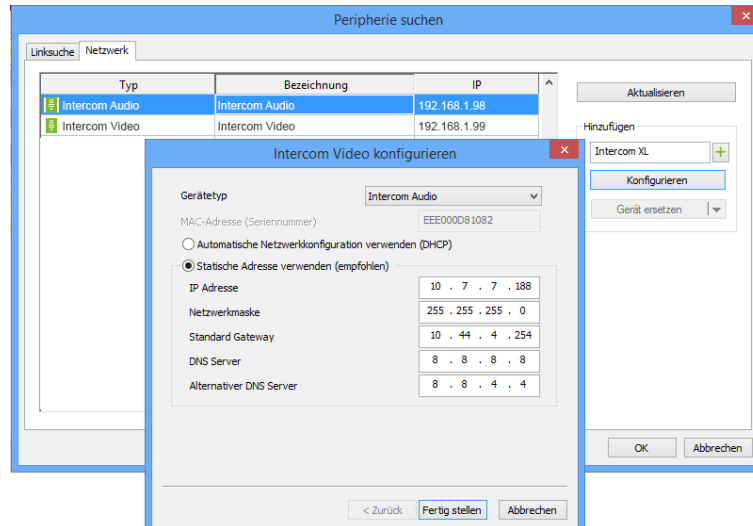 Peripherie suchen
Linksuche Netzwerk
Typ Bezeichnung IP
Intercom Audio Intercom Audio 192.168.1.98
Intercom Video Intercom Video 192.168.1.99
Aktualisieren
Hinzufügen
Intercom XL
Konfigurieren
Gerät ersetzen
Intercom Video konfigurieren
Gerätetyp Intercom Audio
MAC-Adresse (Seriennummer) EEE000D81082
Automatische Netzwerkkonfiguration verwenden (DHCP)
Statische Adresse verwenden (empfohlen)
IP Adresse 10 . 7 . 7 . 188
Netzwerkmaske 255 . 255 . 255 . 0
Standard Gateway 10 . 44 . 4 . 254
DNS Server 8 . 8 . 8 . 8
Alternativer DNS Server 8 . 8 . 4 . 4
< Zurück Fertig stellen Abbrechen
OK Abbrechen